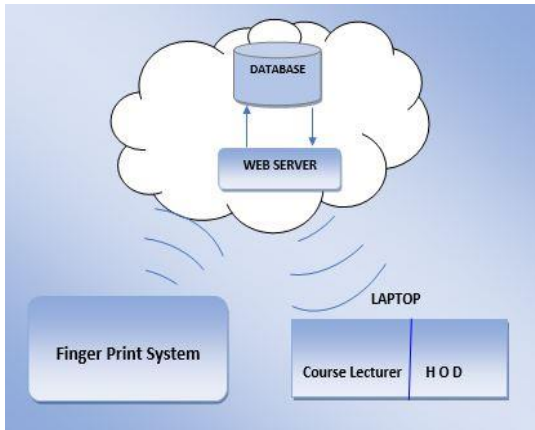 DATABASE
WEB SERVER
LAPTOP
Finger Print System
Course Lecturer
H O D